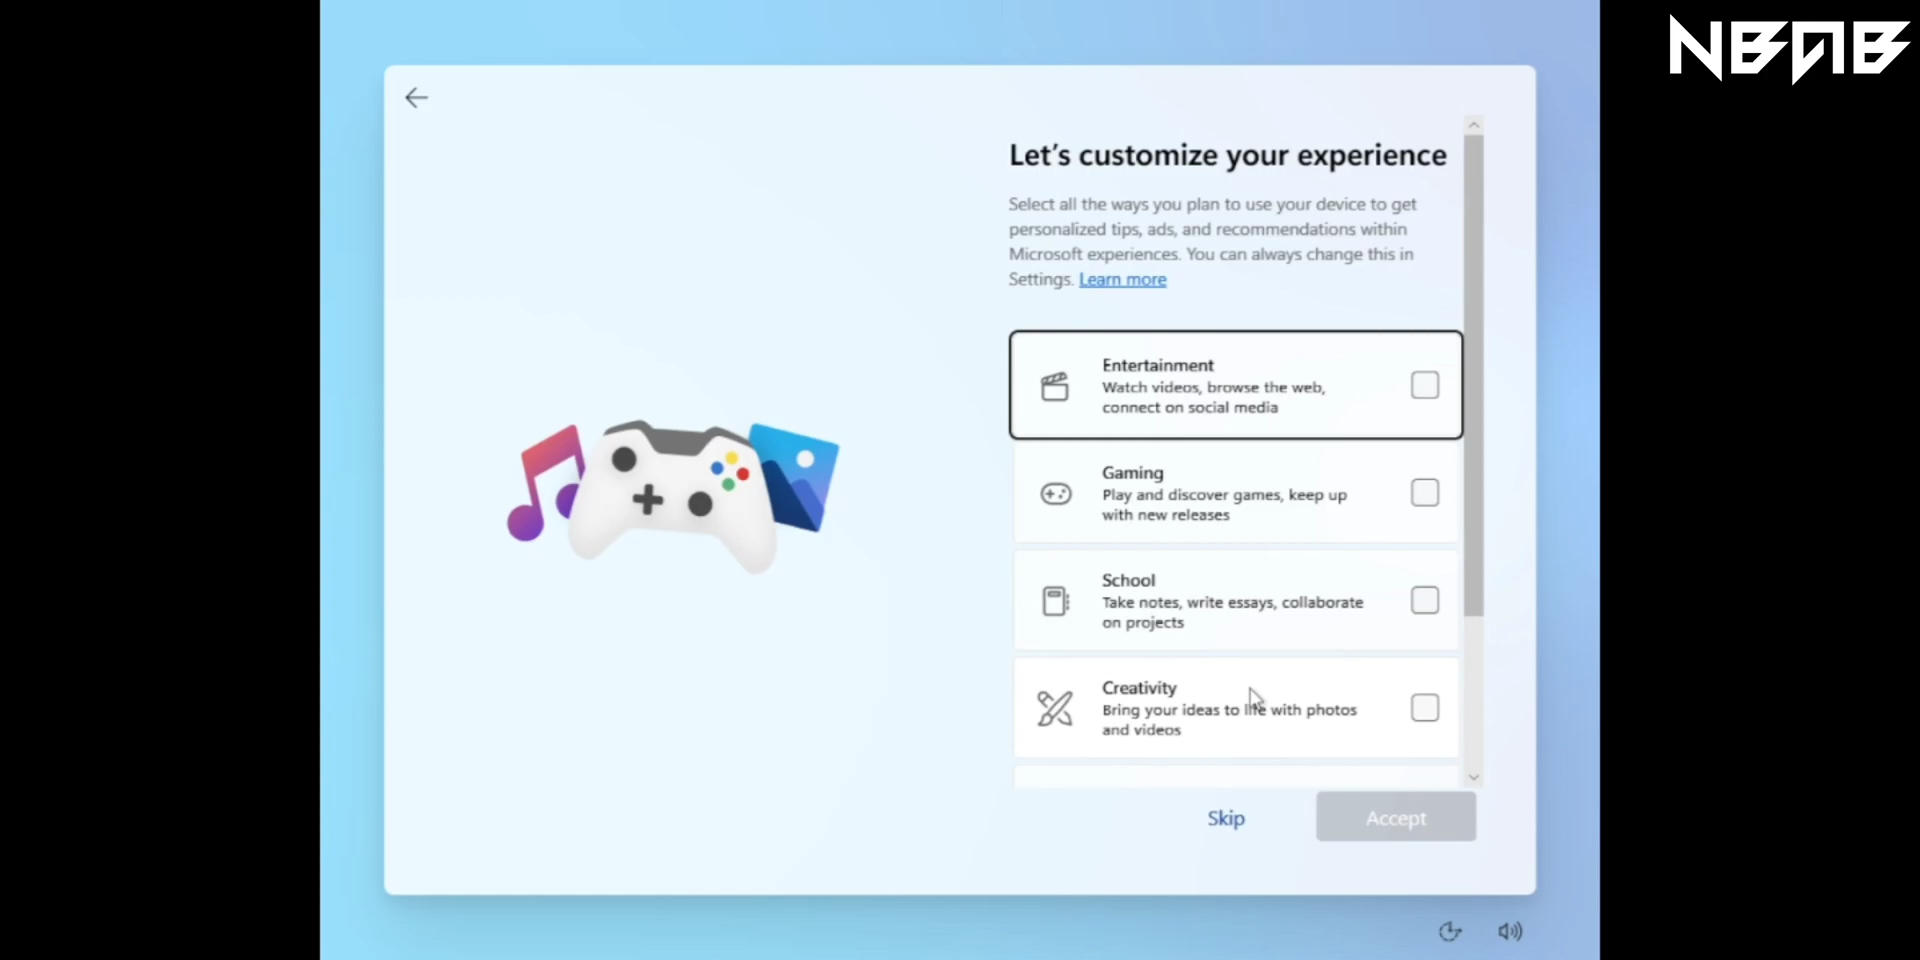 NBNB
Let's customize your experience
Select all the ways you plan to use your device to get
personalized tips, ads, and recommendations within
Microsoft experiences. You can always change this in
Settings. Learn more
Entertainment
Watch videos, browse the web,
connect on social media
Gaming
Play and discover games, keep up
with new releases
School
Take notes, write essays, collaborate
on projects
Creativity
Bring your ideas to life with photos
and videos
Skip
Accept